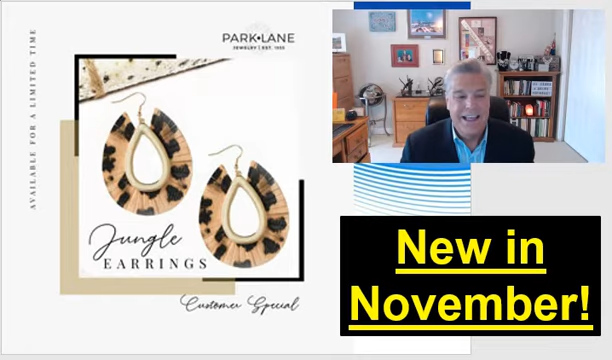 PARK LANE
JEWELRY | EST. 1955
AVAILABLE FOR A LIMITED TIME
Jungle
EARRINGS
Customer Special
New in
November!